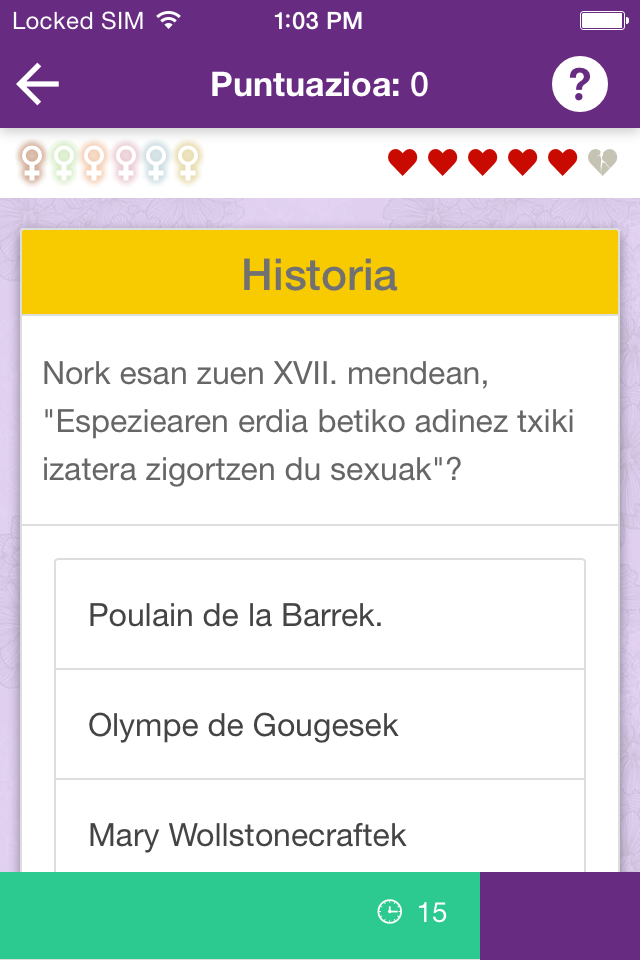 Locked SIM 1:03 PM
Puntuazioa: 0 ?
Historia
Nork esan zuen XVII. mendean,
"Espeziearen erdia betiko adinez txiki
izatera zigortzen du sexuak"?
Poulain de la Barrek.
Olympe de Gougesek
Mary Wollstonecraftek
15